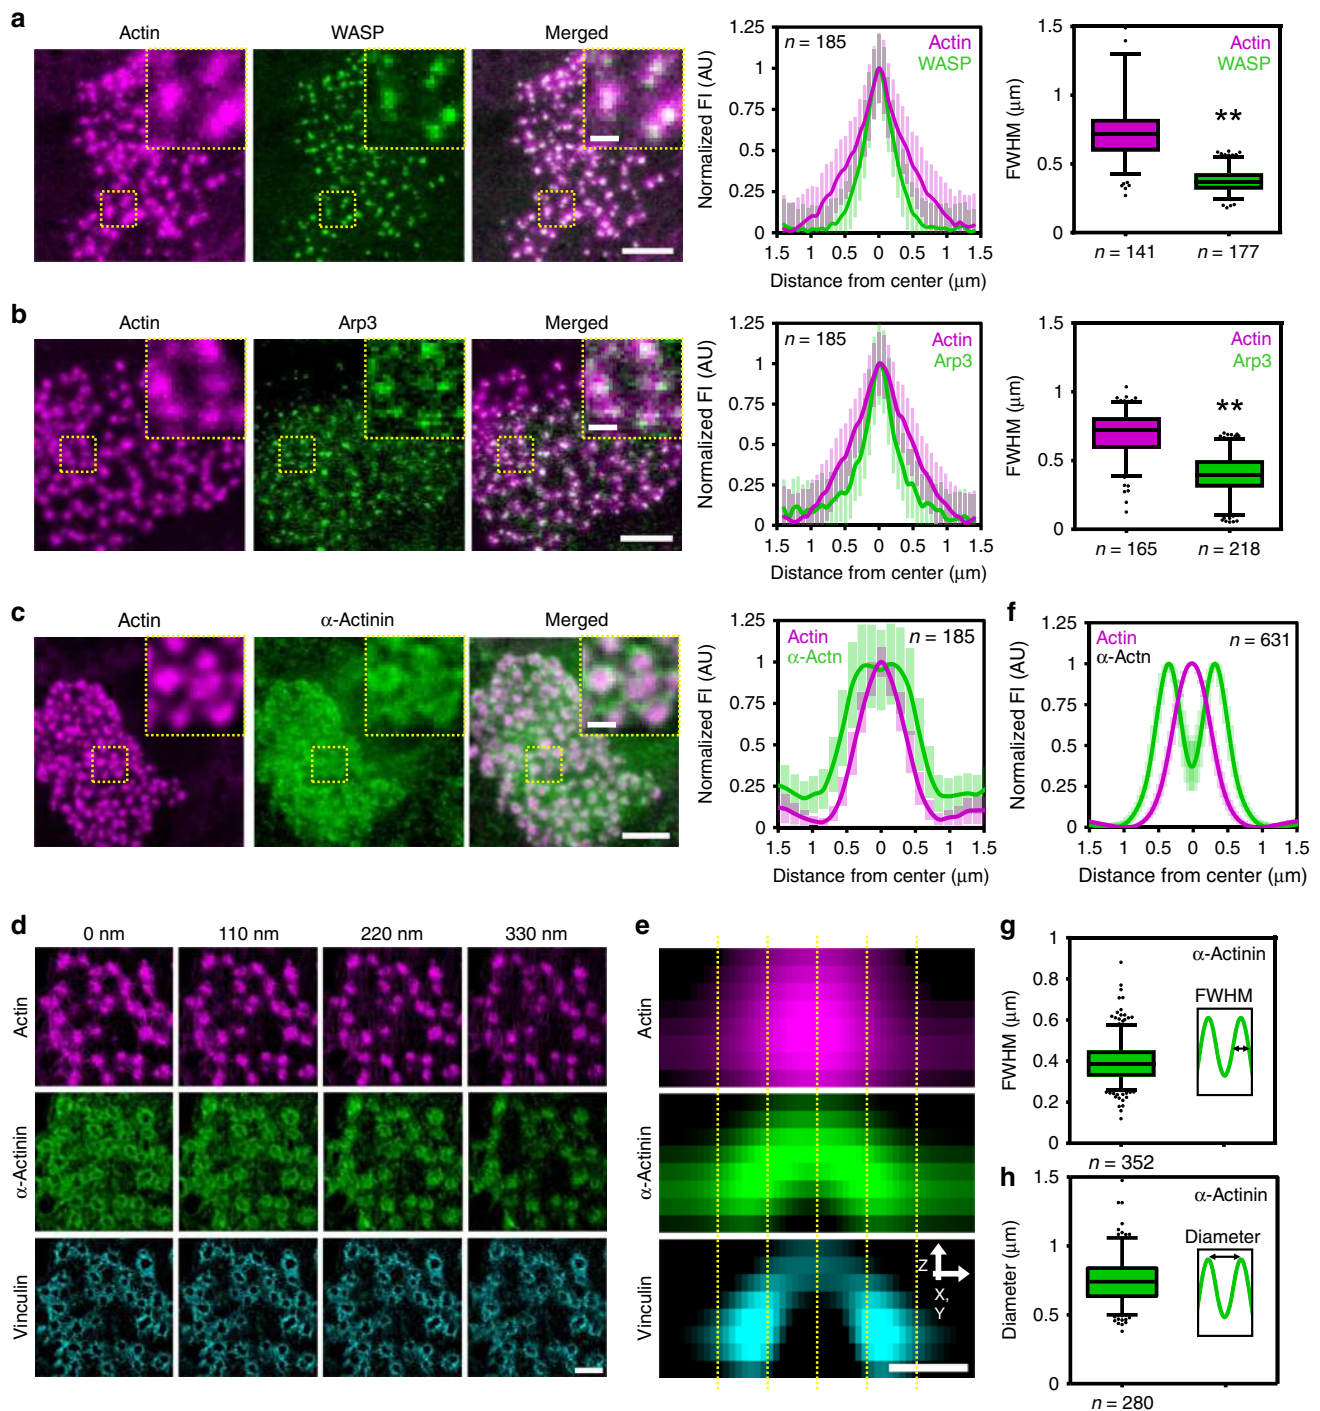 a
Actin
WASP
Merged
Normalized FI (AU)
1.25
1
0.75
0.5
0.25
0
n = 185
Actin
WASP
1.5 1 0.5 0 0.5 1 1.5
Distance from center (μm)
FWHM (μm)
1.5
1
0.5
0
Actin
WASP
**
n = 141
n = 177
b
Actin
Arp3
Merged
Normalized FI (AU)
1.25
1
0.75
0.5
0.25
0
n = 185
Actin
Arp3
1.5 1 0.5 0 0.5 1 1.5
Distance from center (μm)
FWHM (μm)
1.5
1
0.5
0
Actin
Arp3
**
n = 165
n = 218
c
Actin
α-Actinin
Merged
Normalized FI (AU)
1.25
1
0.75
0.5
0.25
0
Actin
α-Actn
n = 185
1.5 1 0.5 0 0.5 1 1.5
Distance from center (μm)
f
Normalized FI (AU)
1.25
1
0.75
0.5
0.25
0
Actin
α-Actn
n = 631
1.5 1 0.5 0 0.5 1 1.5
Distance from center (μm)
d
0 nm
110 nm
220 nm
330 nm
Actin
α-Actinin
Vinculin
e
Actin
α-Actinin
Vinculin
Z
X,
Y
g
FWHM (μm)
1
0.8
0.6
0.4
0.2
0
α-Actinin
FWHM
n = 352
h
Diameter (μm)
1.5
1
0.5
0
α-Actinin
Diameter
n = 280